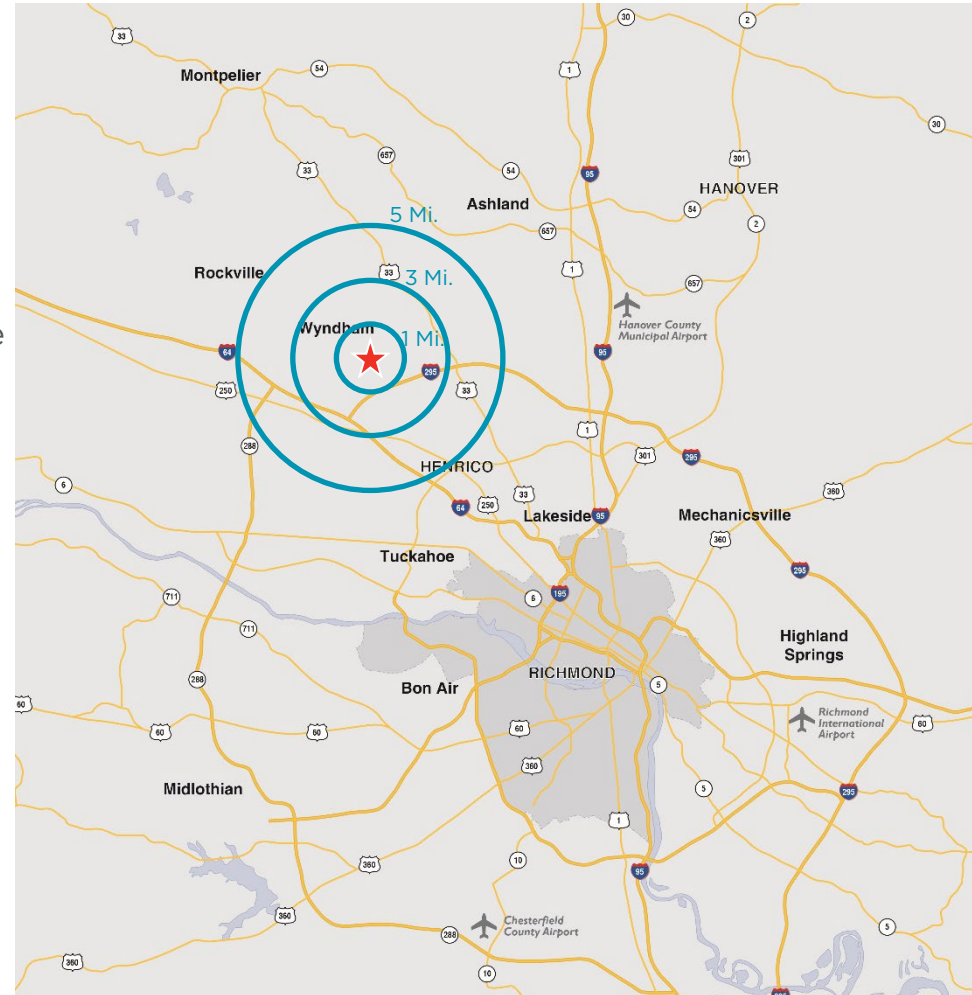 30
2
33
1
54
Montpelier
30
657
33
54
301
95
HANOVER
Ashland
54
2
5 Mi.
657
Rockville
33
3 Mi.
1
657
Hanover County
Municipal Airport
Wyndham
1 Mi.
e
64
95
295
250
33
1
288
301
295
HENRICO
6
360
64
250
33
Lakeside
95
Mechanicsville
360
Tuckahoe
295
195
6
711
711
Highland
Springs
RICHMOND
288
Bon Air
5
60
Richmond
International
Airport
60
60
60
60
360
Midlothian
5
295
1
10
360
95
360
Chesterfield
County Airport
5
288
360
10